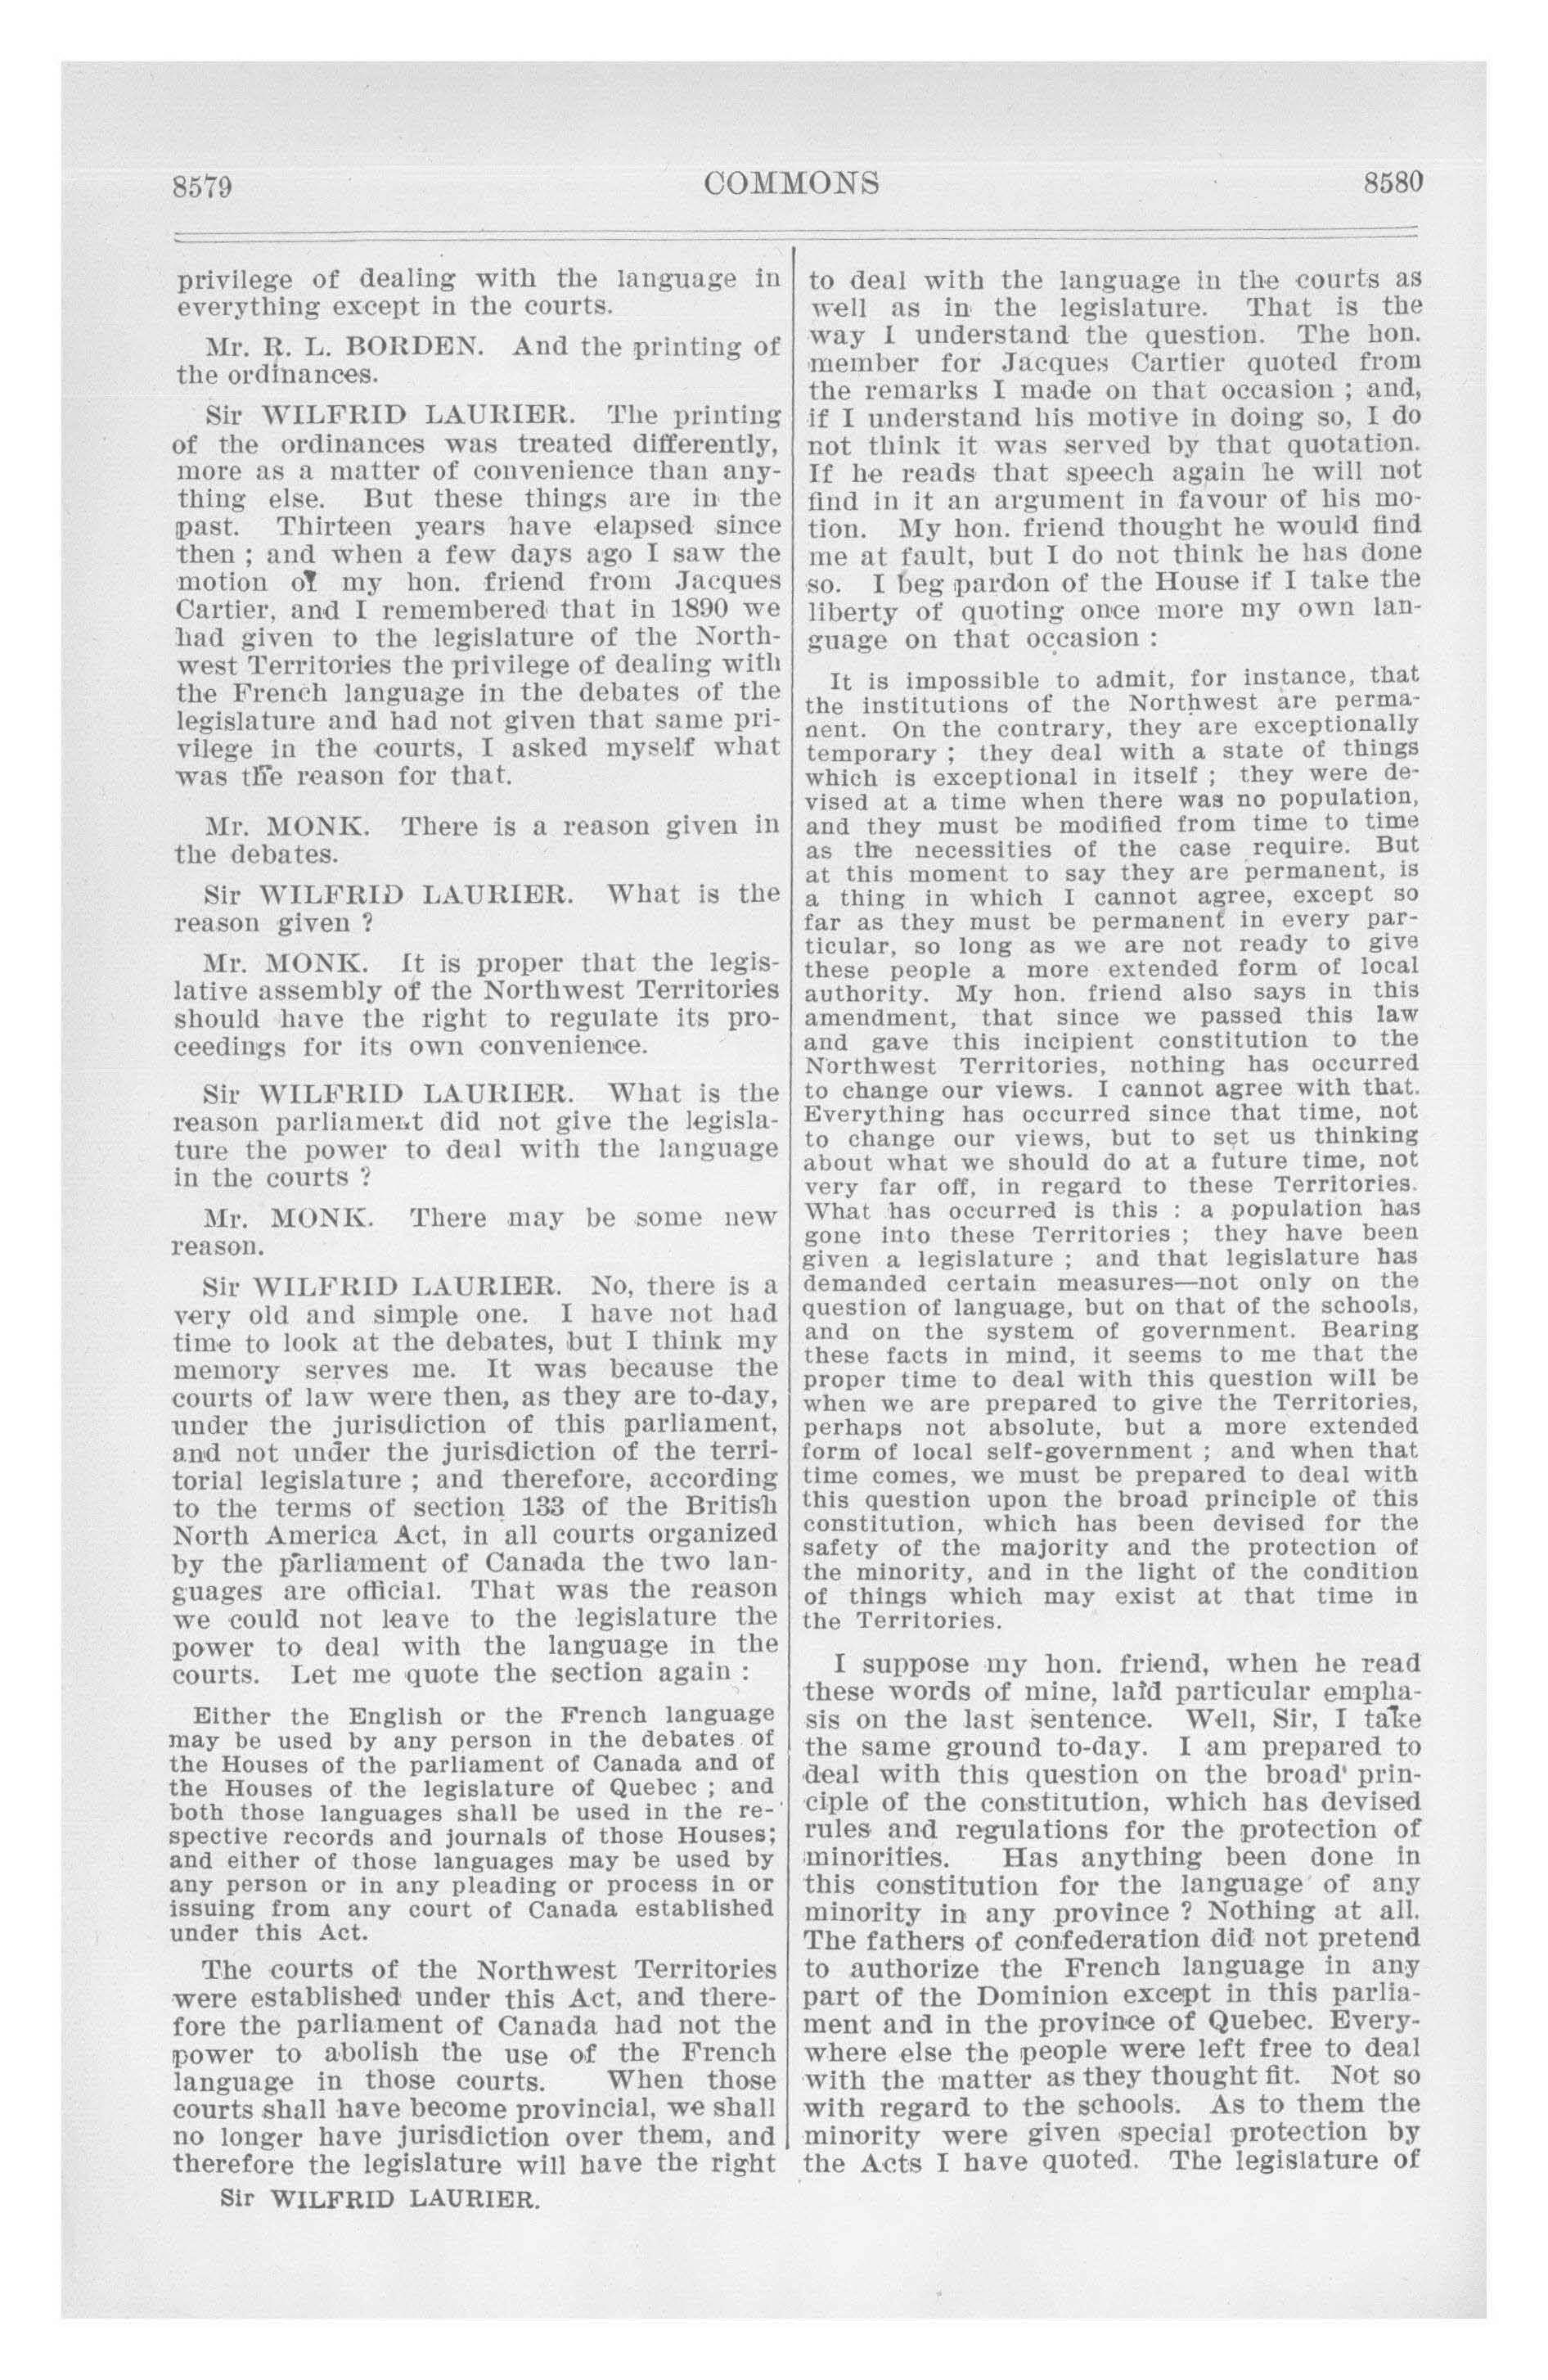 8579 COMMONS 8580
privilege of dealing with the language in
everything except in the courts.
Mr. R. L. BORDEN. And the printing of
the ordinances.
Sir WILFRID LAURIER. The printing
of the ordinances was treated differently,
more as a matter of convenience than any-
thing else. But these things are in the
past. Thirteen years have elapsed since
then ; and when a few days ago I saw the
motion of my hon. friend from Jacques
Cartier, and I remembered that in 1890 we
had given to the legislature of the North-
west Territories the privilege of dealing with
the French language in the debates of the
legislature and had not given that same pri-
vilege in the courts, I asked myself what
was the reason for that.
Mr. MONK. There is a reason given in
the debates.
Sir WILFRID LAURIER. What is the
reason given ?
Mr. MONK. It is proper that the legis-
lative assembly of the Northwest Territories
should have the right to regulate its pro-
ceedings for its own convenience.
Sir WILFRID LAURIER. What is the
reason parliament did not give the legisla-
ture the power to deal with the language
in the courts ?
Mr. MONK. There may be some new
reason.
Sir WILFRID LAURIER. No, there is a
very old and simple one. I have not had
time to look at the debates, but I think my
memory serves me. It was because the
courts of law were then, as they are to-day,
under the jurisdiction of this parliament,
and not under the jurisdiction of the terri-
torial legislature ; and therefore, according
to the terms of section 133 of the British
North America Act, in all courts organized
by the parliament of Canada the two lan-
guages are official. That was the reason
we could not leave to the legislature the
power to deal with the language in the
courts. Let me quote the section again :
Either the English or the French language
may be used by any person in the debates of
the Houses of the parliament of Canada and of
the Houses of the legislature of Quebec ; and
both those languages shall be used in the re-
spective records and journals of those Houses;
and either of those languages may be used by
any person or in any pleading or process in or
issuing from any court of Canada established
under this Act.
The courts of the Northwest Territories
were established under this Act, and there-
fore the parliament of Canada had not the
power to abolish the use of the French
language in those courts. When those
courts shall have become provincial, we shall
no longer have jurisdiction over them, and
therefore the legislature will have the right
Sir WILFRID LAURIER.
to deal with the language in the courts as
well as in the legislature. That is the
way I understand the question. The hon.
member for Jacques Cartier quoted from
the remarks I made on that occasion ; and,
if I understand his motive in doing so, I do
not think it was served by that quotation.
If he reads that speech again he will not
find in it an argument in favour of his mo-
tion. My hon. friend thought he would find
me at fault, but I do not think he has done
so. I beg pardon of the House if I take the
liberty of quoting once more my own lan-
guage on that occasion :
It is impossible to admit, for instance, that
the institutions of the Northwest are perma-
nent. On the contrary, they are exceptionally
temporary ; they deal with a state of things
which is exceptional in itself ; they were de-
vised at a time when there was no population,
and they must be modified from time to time
as the necessities of the case require. But
at this moment to say they are permanent, is
a thing in which I cannot agree, except so
far as they must be permanent in every par-
ticular, so long as we are not ready to give
these people a more extended form of local
authority. My hon. friend also says in this
amendment, that since we passed this law
and gave this incipient constitution to the
Northwest Territories, nothing has occurred
to change our views. I cannot agree with that.
Everything has occurred since that time, not
to change our views, but to set us thinking
about what we should do at a future time, not
very far off, in regard to these Territories.
What has occurred is this : a population has
gone into these Territories ; they have been
given a legislature ; and that legislature has
demanded certain measures—not only on the
question of language, but on that of the schools,
and on the system of government. Bearing
these facts in mind, it seems to me that the
proper time to deal with this question will be
when we are prepared to give the Territories,
perhaps not absolute, but a more extended
form of local self-government ; and when that
time comes, we must be prepared to deal with
this question upon the broad principle of this
constitution, which has been devised for the
safety of the majority and the protection of
the minority, and in the light of the condition
of things which may exist at that time in
the Territories.
I suppose my hon. friend, when he read
these words of mine, laid particular empha-
sis on the last sentence. Well, Sir, I take
the same ground to-day. I am prepared to
deal with this question on the broad prin-
ciple of the constitution, which has devised
rules and regulations for the protection of
minorities. Has anything been done in
this constitution for the language of any
minority in any province ? Nothing at all.
The fathers of confederation did not pretend
to authorize the French language in any
part of the Dominion except in this parlia-
ment and in the province of Quebec. Every-
where else the people were left free to deal
with the matter as they thought fit. Not so
with regard to the schools. As to them the
minority were given special protection by
the Acts I have quoted. The legislature of